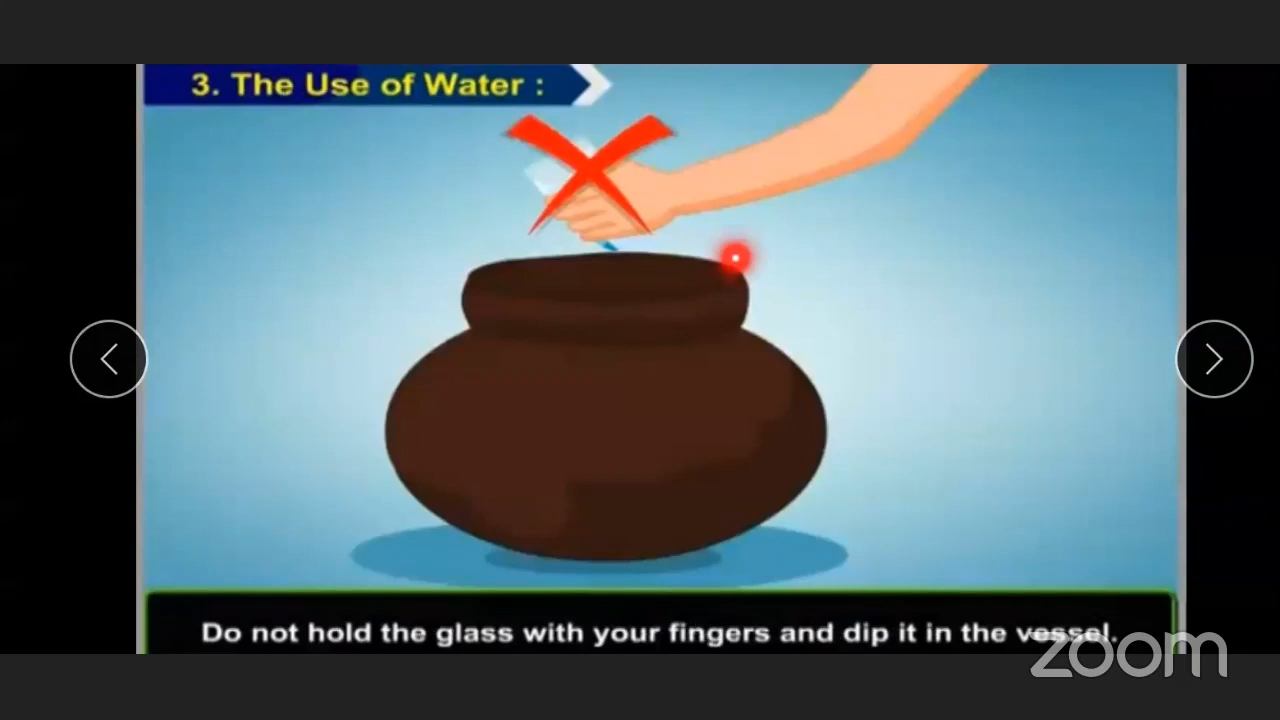 3. The Use of Water :
Do not hold the glass with your fingers and dip it in the vessel.
zoom